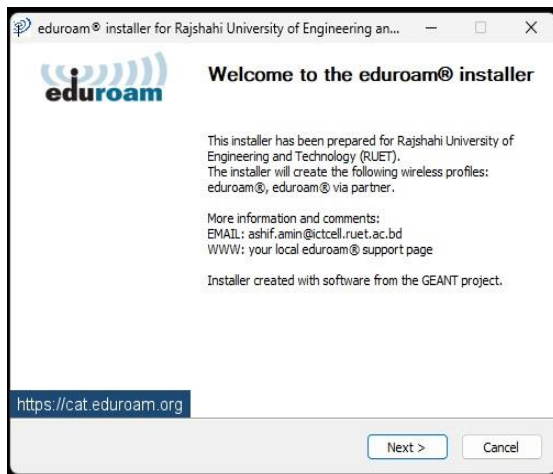 eduroam® installer for Rajshahi University of Engineering an...
eduroam
Welcome to the eduroam® installer
This installer has been prepared for Rajshahi University of
Engineering and Technology (RUET).
The installer will create the following wireless profiles:
eduroam®, eduroam® via partner.
More information and comments:
EMAIL: ashif.amin@ictcell.ruet.ac.bd
WWW: your local eduroam® support page
Installer created with software from the GEANT project.
https://cat.eduroam.org
Next >
Cancel